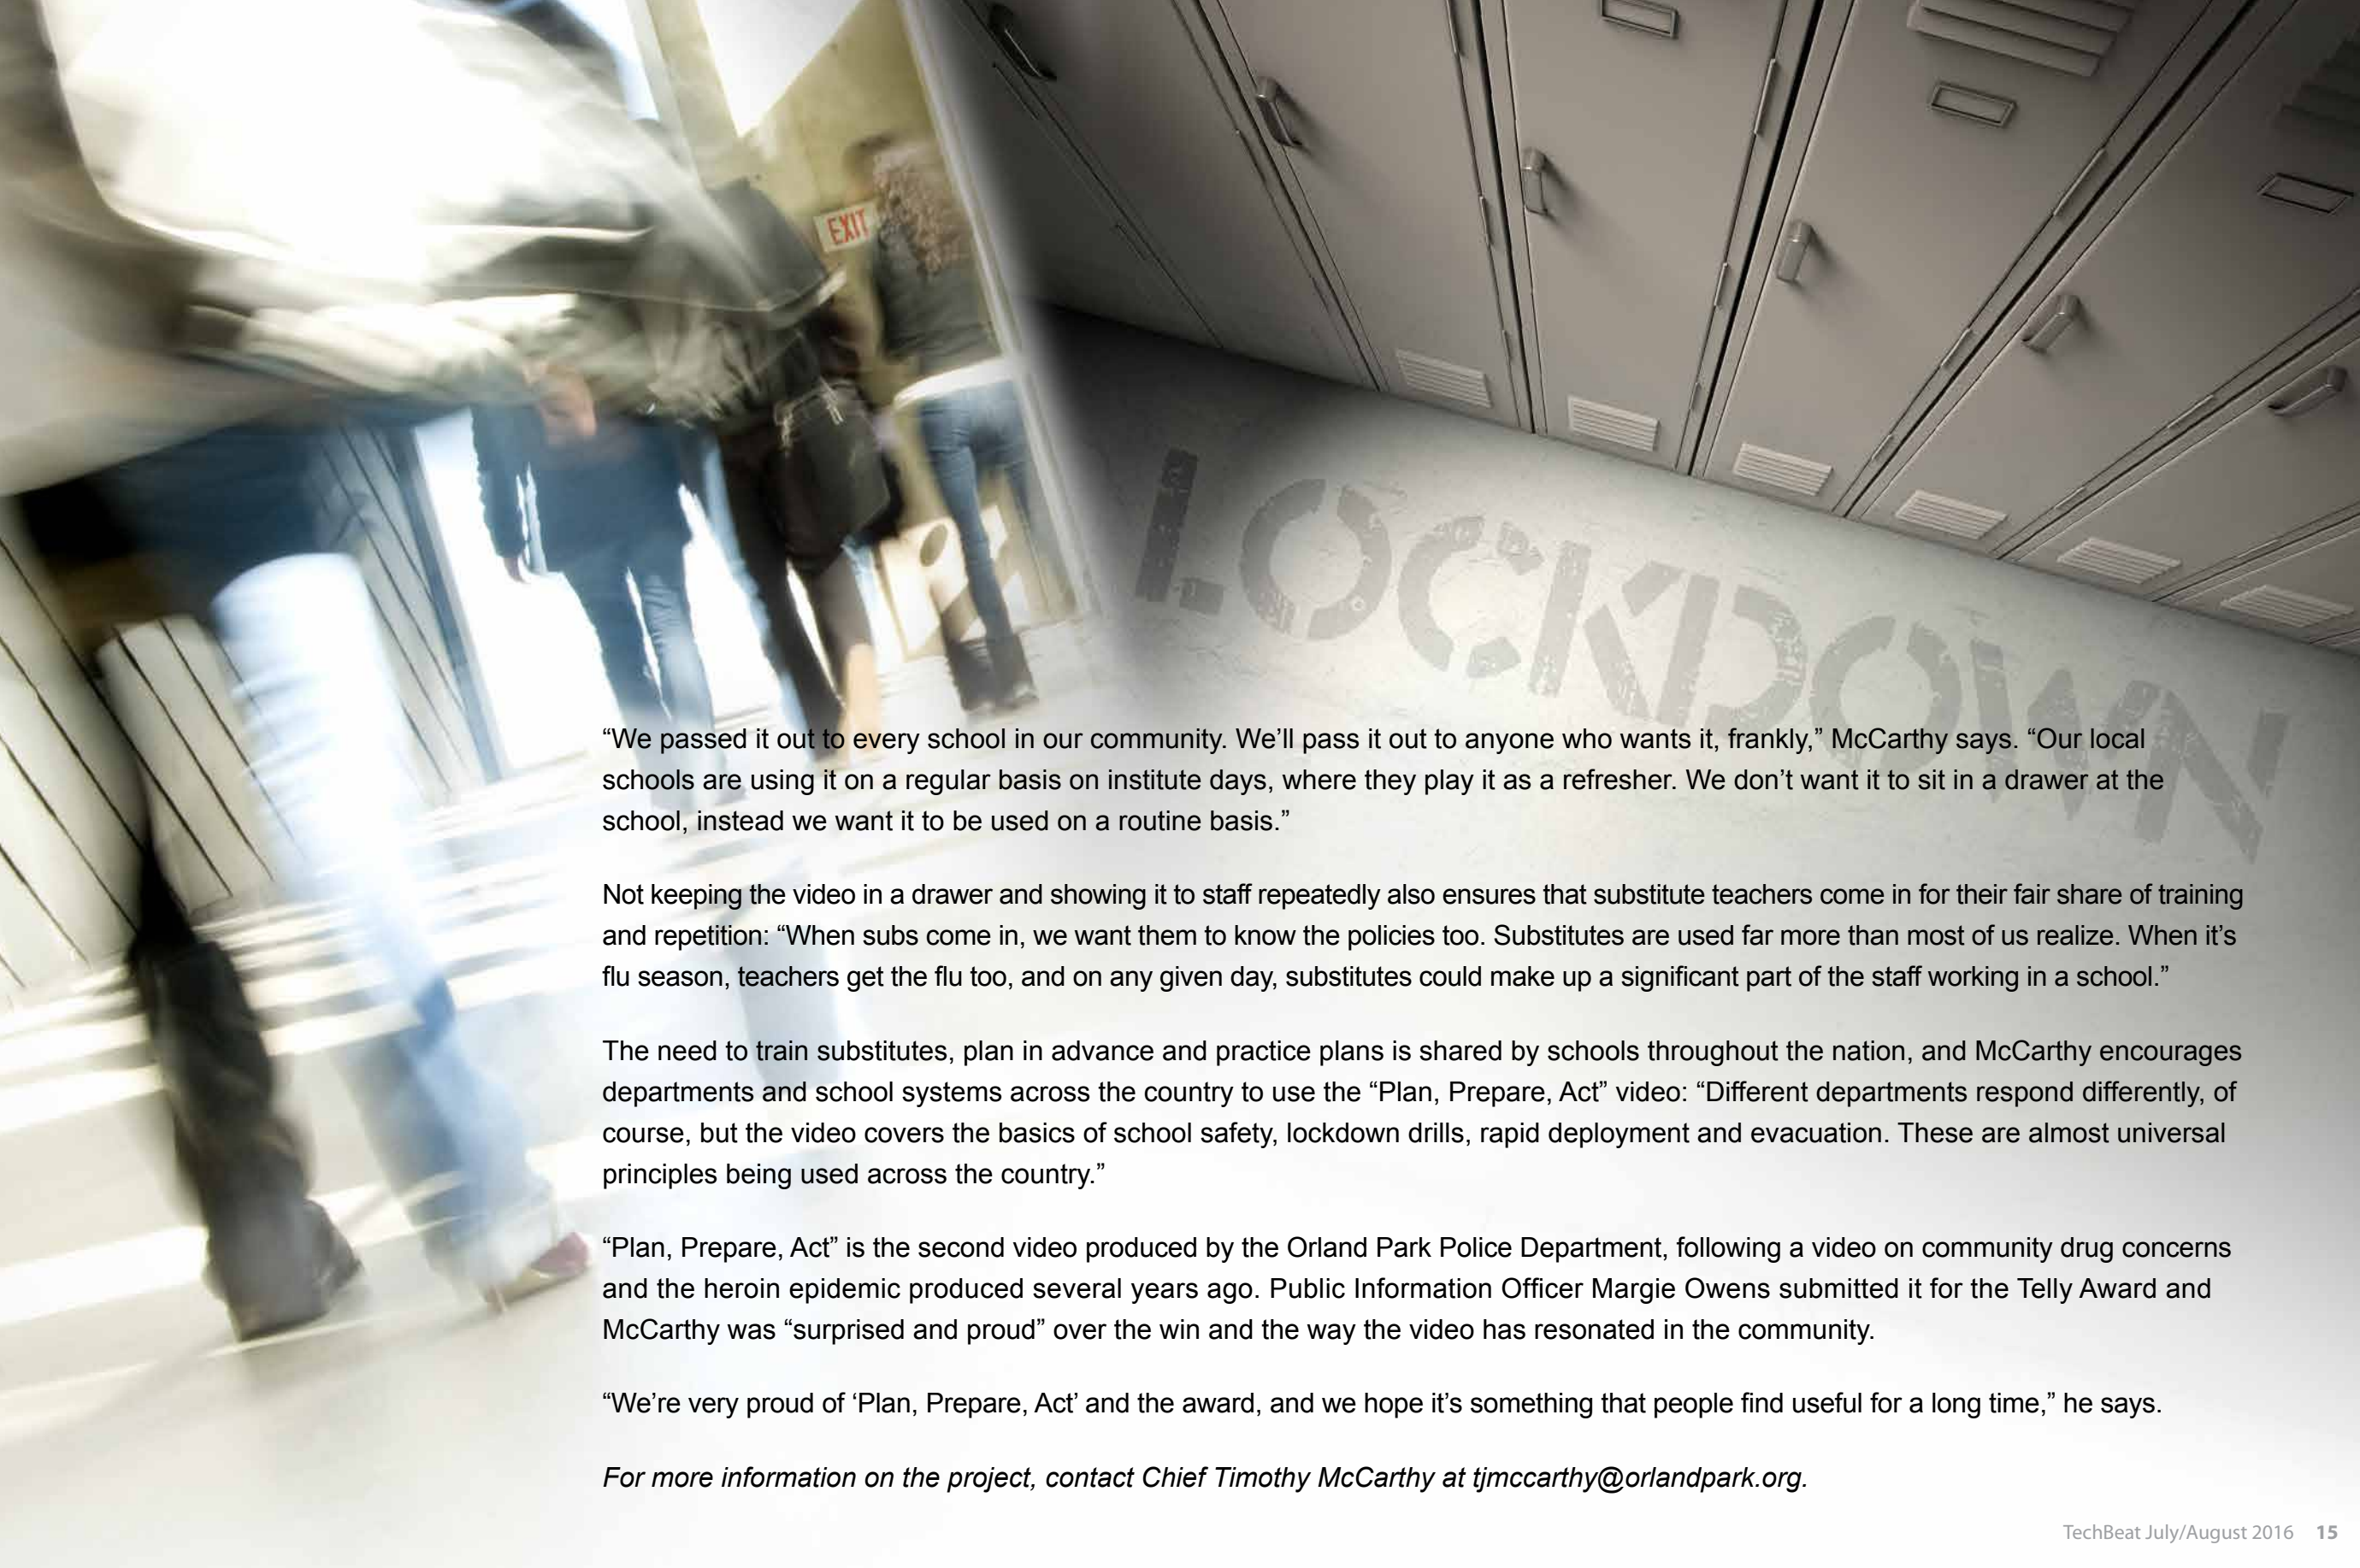 EXIT
LOCKDOWN
“We passed it out to every school in our community. We’ll pass it out to anyone who wants it, frankly,” McCarthy says. “Our local
schools are using it on a regular basis on institute days, where they play it as a refresher. We don’t want it to sit in a drawer at the
school, instead we want it to be used on a routine basis.”
Not keeping the video in a drawer and showing it to staff repeatedly also ensures that substitute teachers come in for their fair share of training
and repetition: “When subs come in, we want them to know the policies too. Substitutes are used far more than most of us realize. When it’s
flu season, teachers get the flu too, and on any given day, substitutes could make up a significant part of the staff working in a school.”
The need to train substitutes, plan in advance and practice plans is shared by schools throughout the nation, and McCarthy encourages
departments and school systems across the country to use the “Plan, Prepare, Act” video: “Different departments respond differently, of
course, but the video covers the basics of school safety, lockdown drills, rapid deployment and evacuation. These are almost universal
principles being used across the country.”
“Plan, Prepare, Act” is the second video produced by the Orland Park Police Department, following a video on community drug concerns
and the heroin epidemic produced several years ago. Public Information Officer Margie Owens submitted it for the Telly Award and
McCarthy was “surprised and proud” over the win and the way the video has resonated in the community.
“We’re very proud of ‘Plan, Prepare, Act’ and the award, and we hope it’s something that people find useful for a long time,” he says.
For more information on the project, contact Chief Timothy McCarthy at tjmccarthy@orlandpark.org.
TechBeat July/August 2016 15